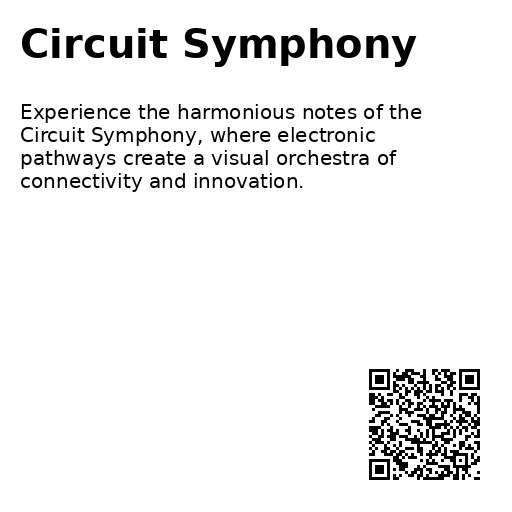 Circuit Symphony
Experience the harmonious notes of the
Circuit Symphony, where electronic
pathways create a visual orchestra of
connectivity and innovation.